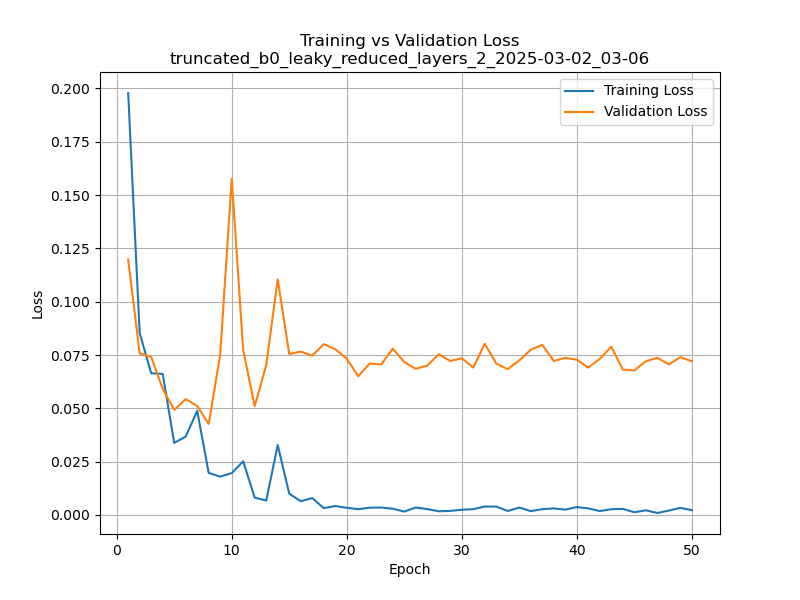 Training vs Validation Loss
truncated_b0_leaky_reduced_layers_2_2025-03-02_03-06
Training Loss
Validation Loss
0.200
0.175
0.150
0.125
0.100
0.075
0.050
0.025
0.000
Loss
0 10 20 30 40 50
Epoch